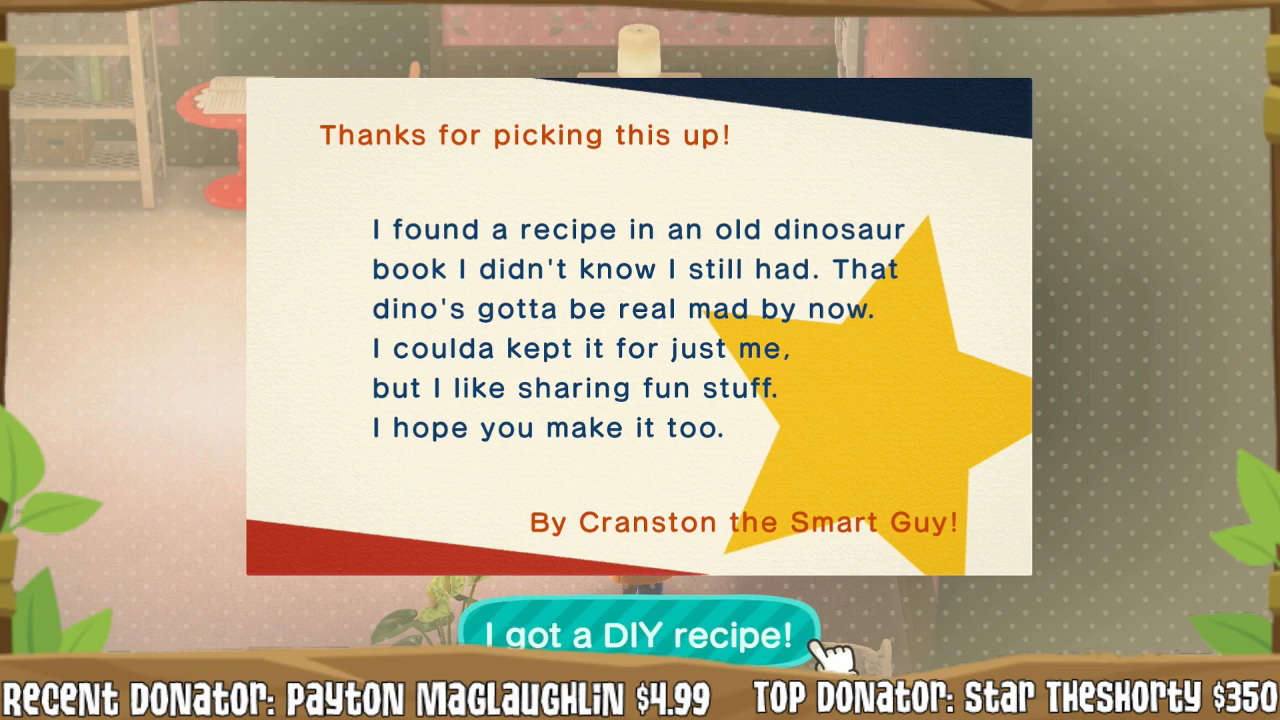 Thanks for picking this up!
I found a recipe in an old dinosaur
book I didn't know I still had. That
dino's gotta be real mad by now.
I coulda kept it for just me,
but I like sharing fun stuff.
I hope you make it too.
By Cranston the Smart Guy!
I got a DIY recipe!
Recent Donator: Payton Maglaughlin $4.99
Top Donator: Star Theshorty $350